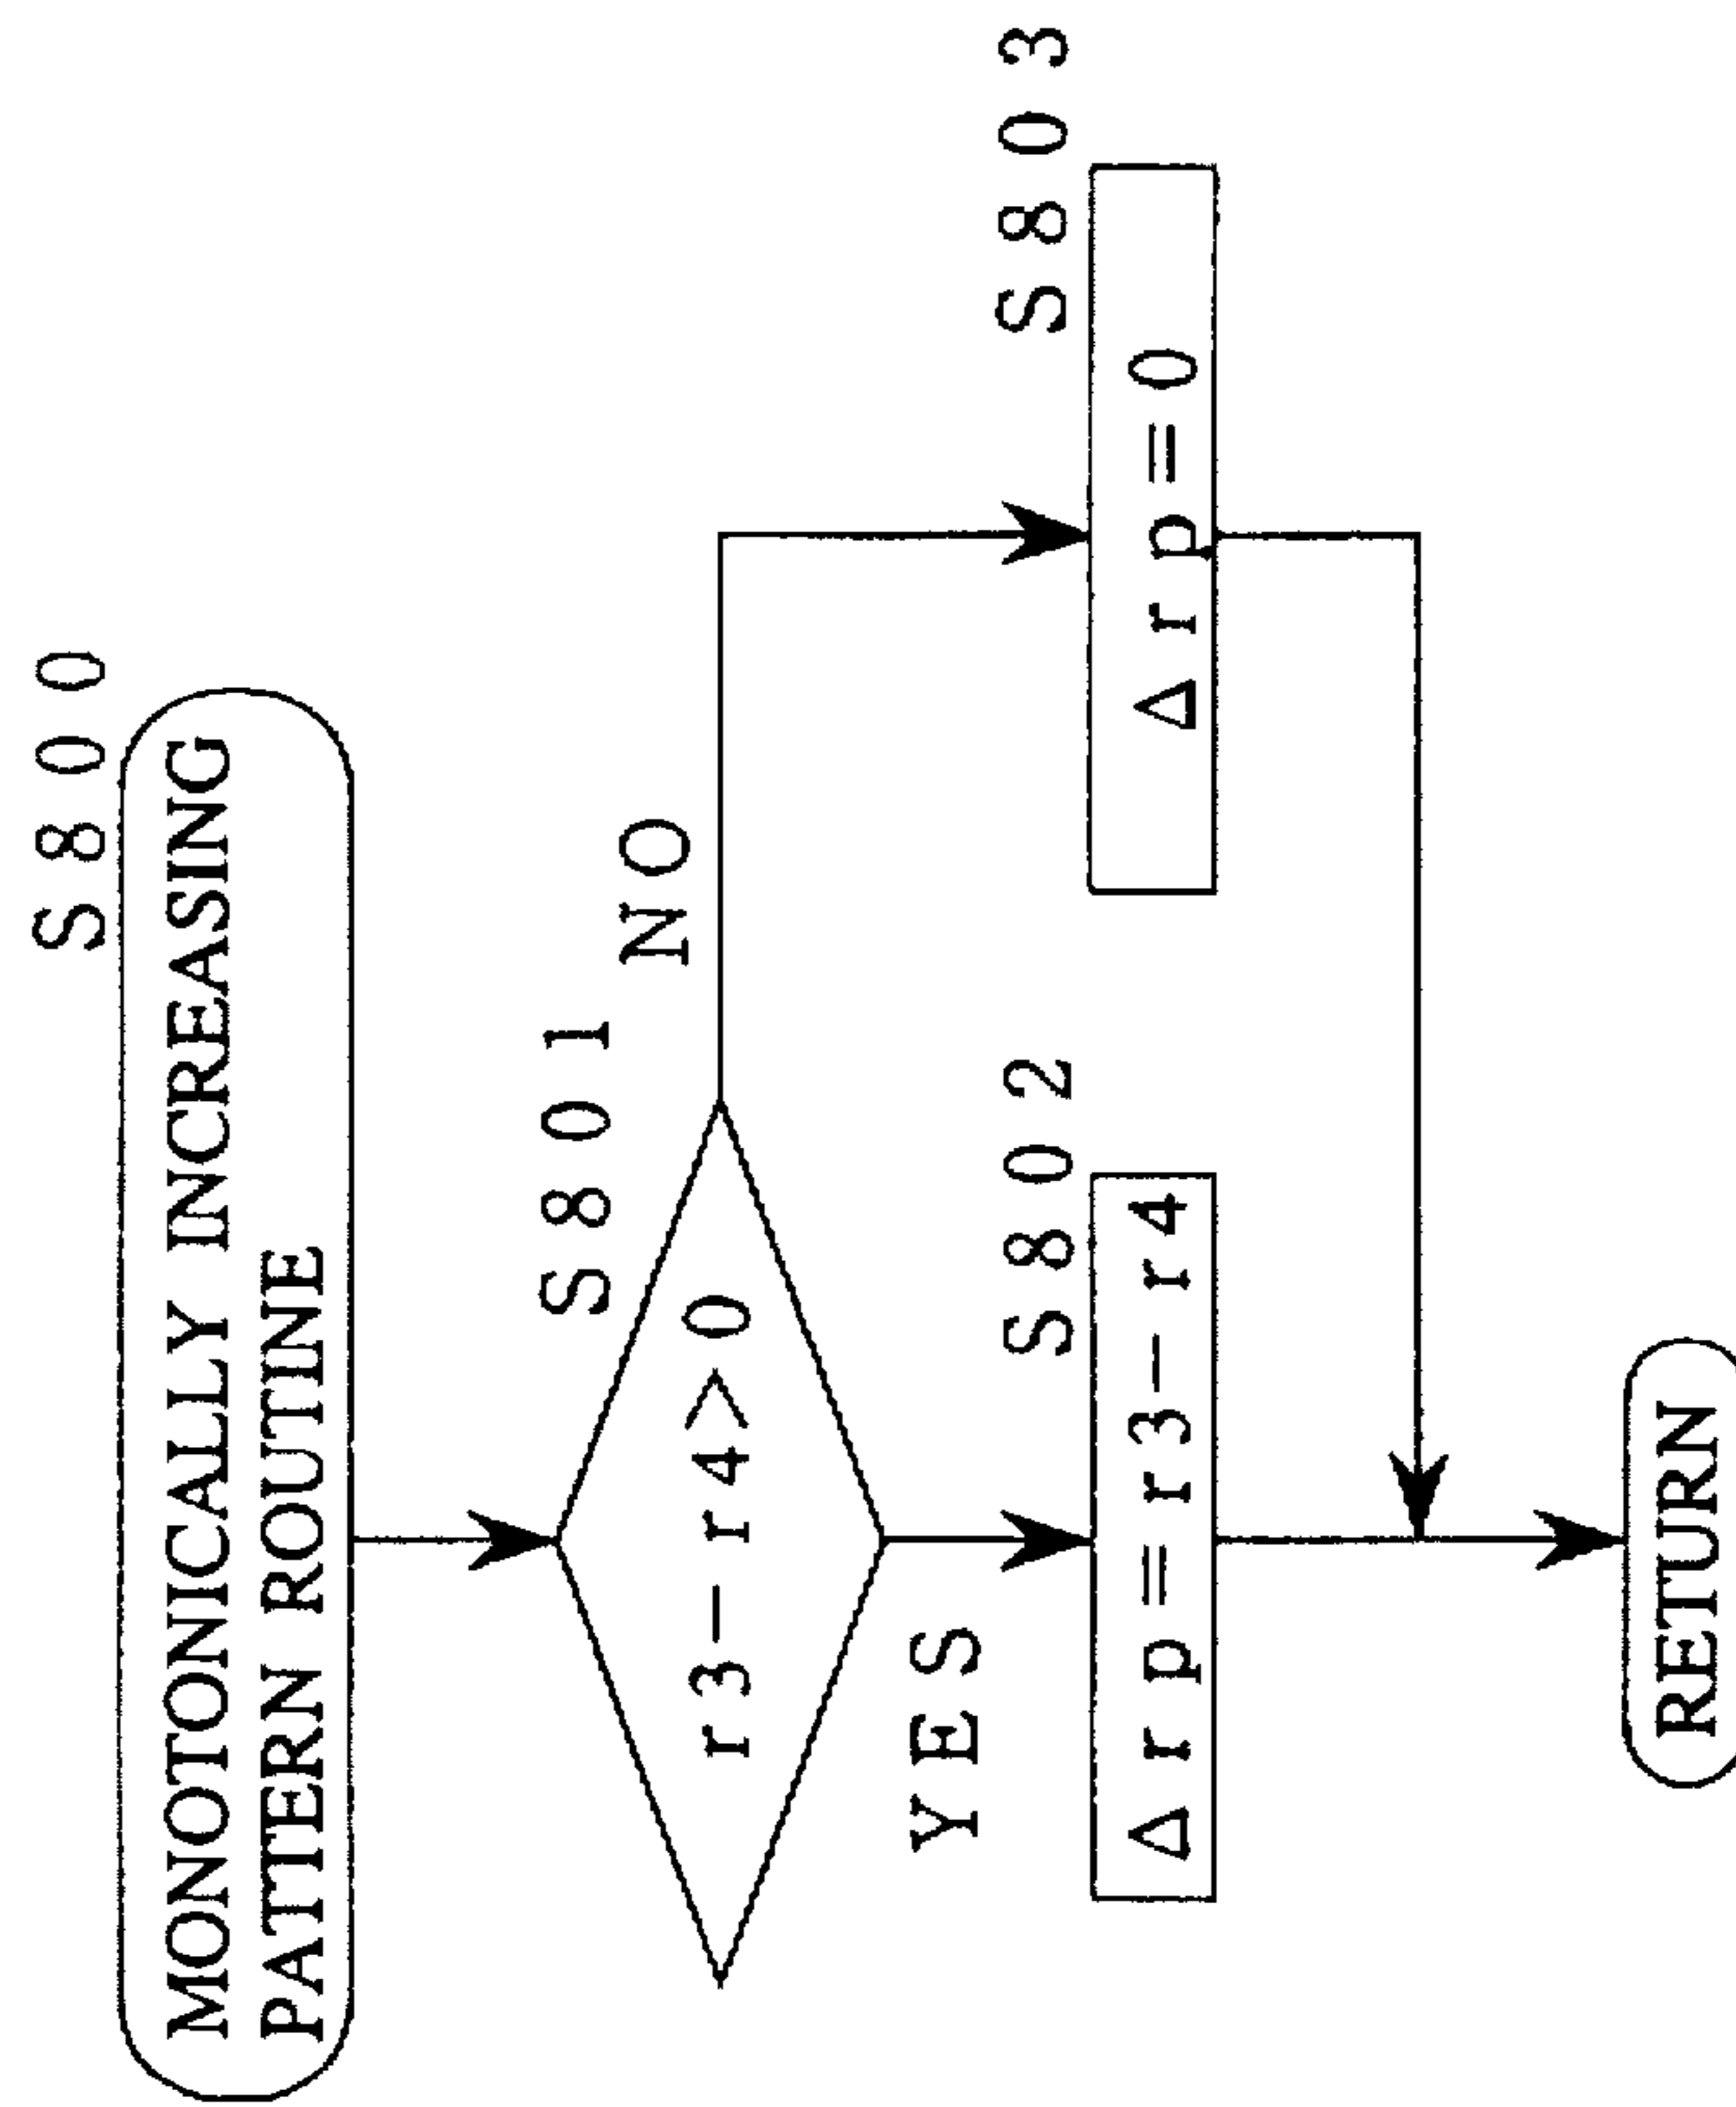 S800
MONOTONICALLY INCREASING
PATTERN ROUTINE
S801
r3-r4>0
NO
YES
S802
Δrp=r3-r4
S803
Δrp=0
RETURN